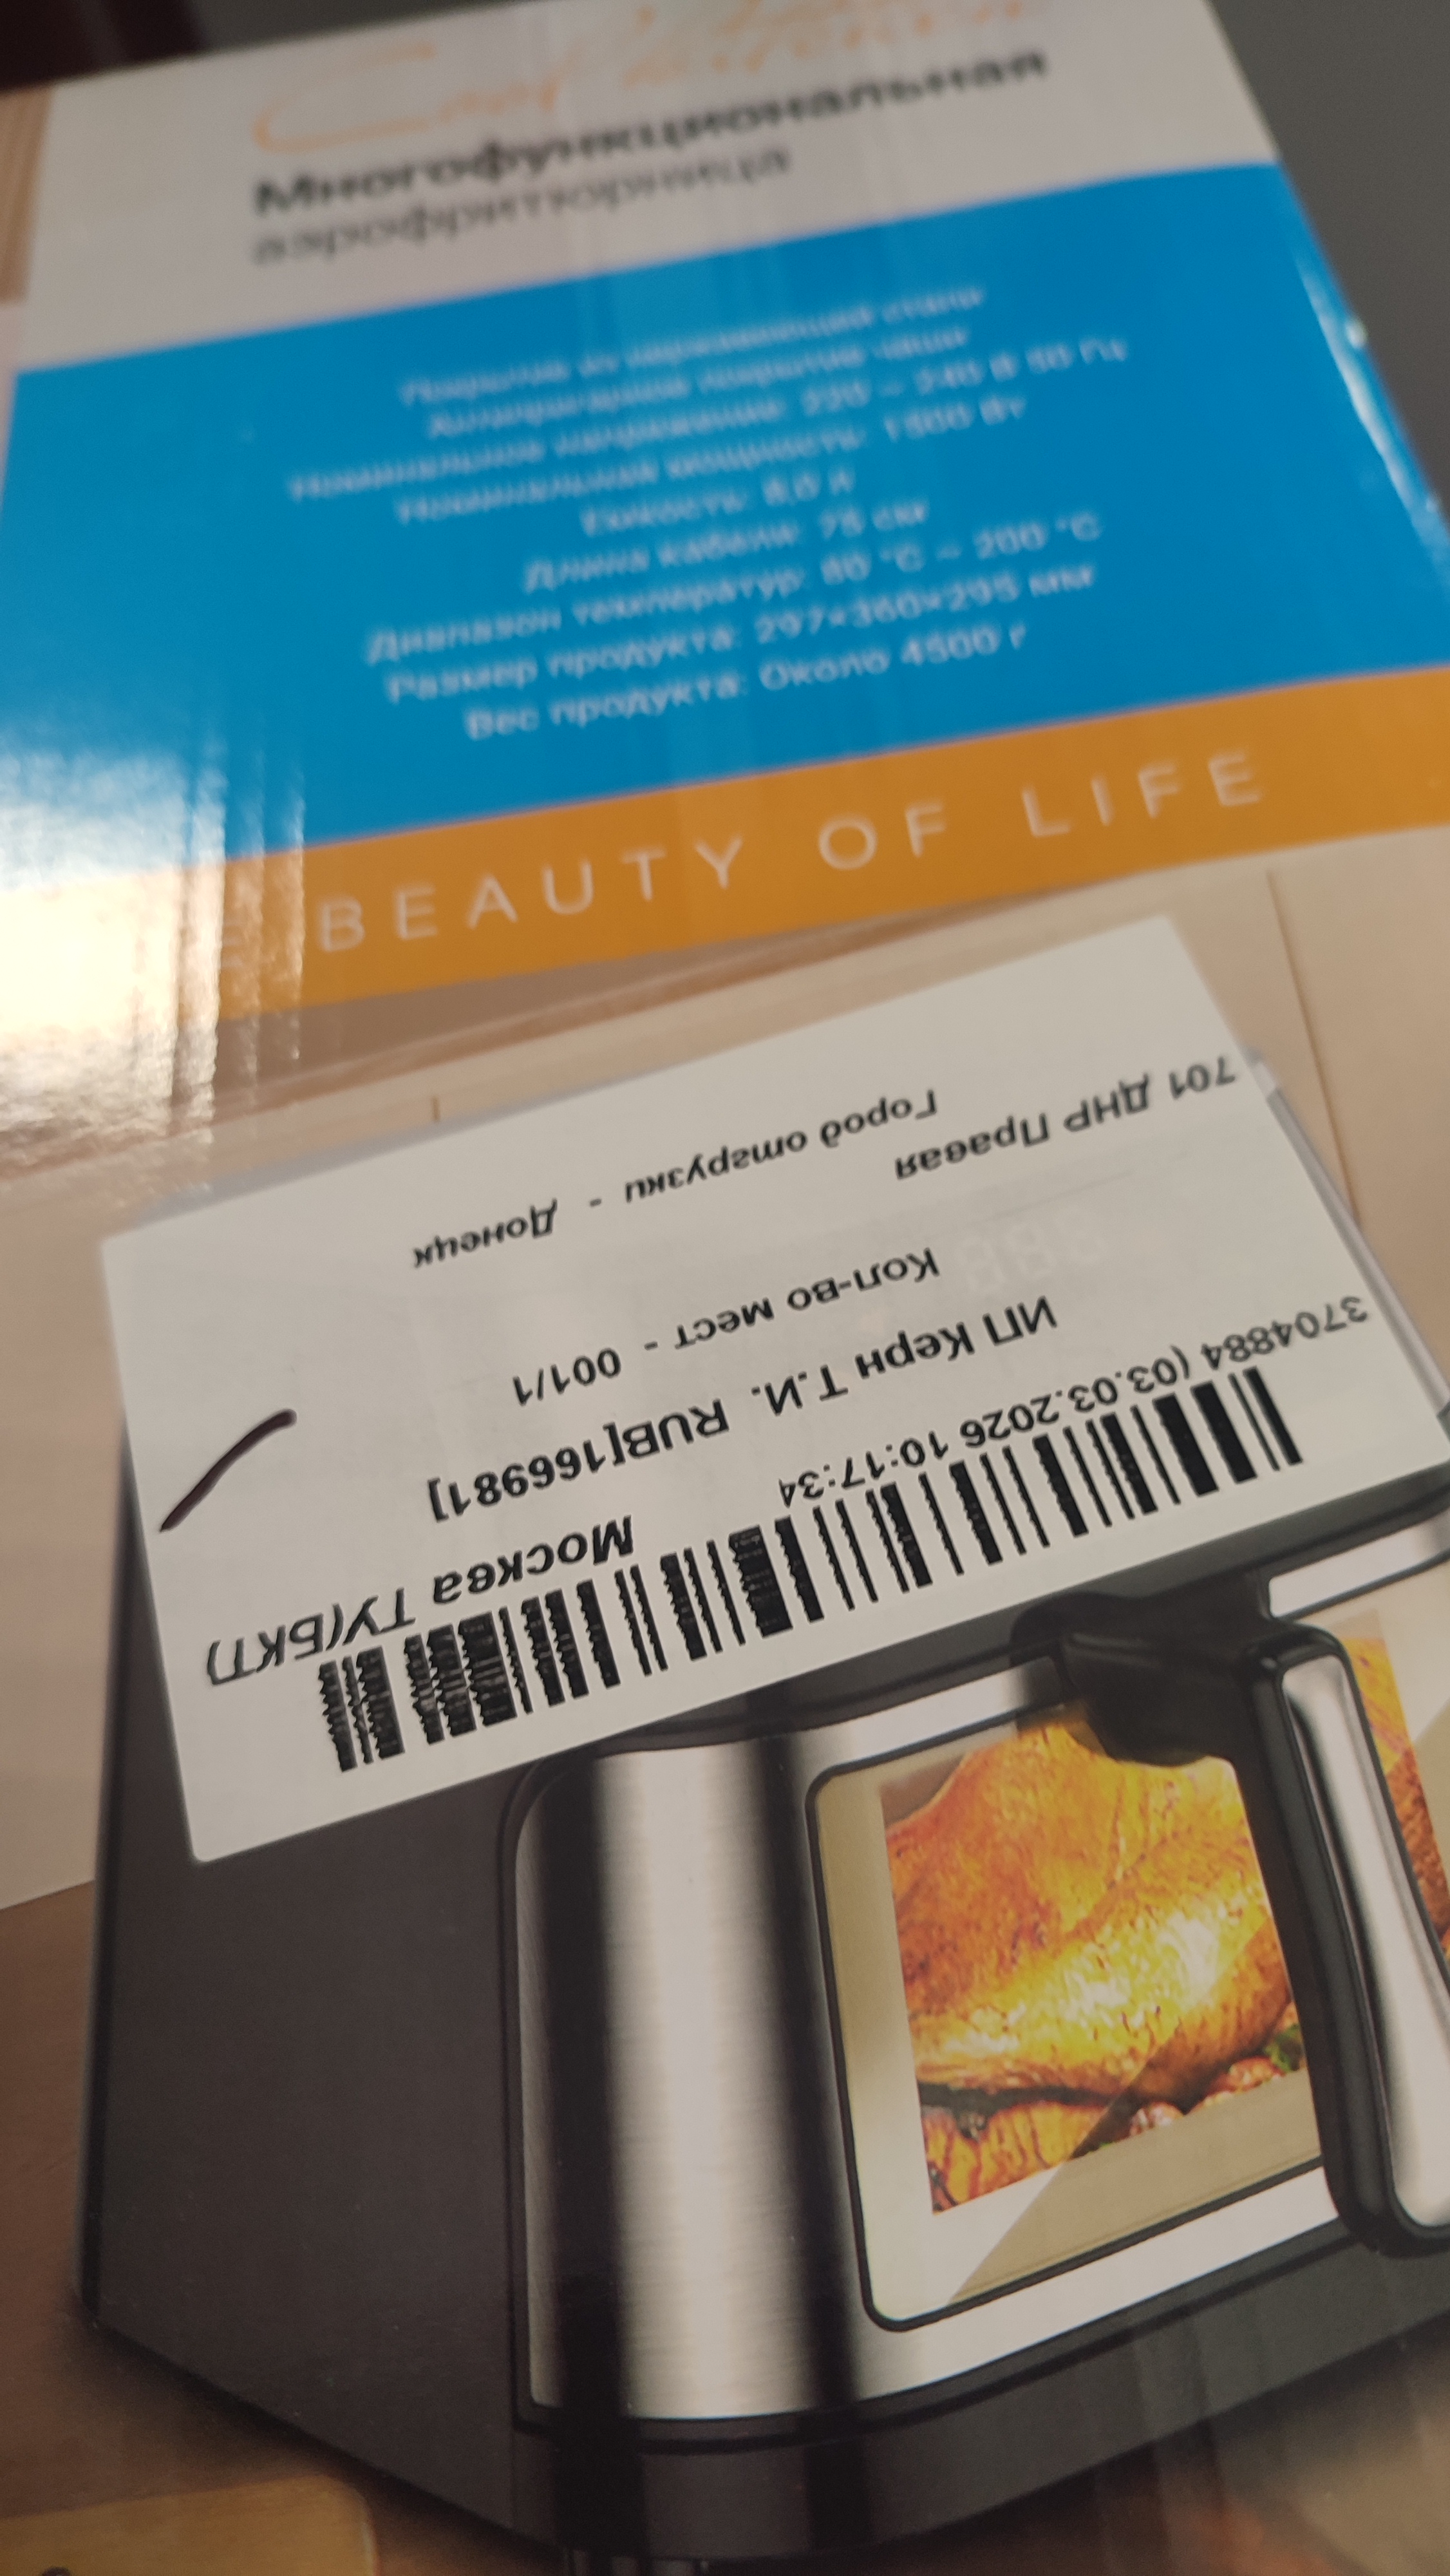 Многофункциональная
аэрофритюрница
Покрытие из нержавеющей стали
Антипригарное покрытие чаши
Номинальное напряжение: 220 – 240 В 50 Гц
Номинальная мощность: 1500 Вт
Емкость: 8,0 л
Длина кабеля: 75 см
Диапазон температур: 80 °C – 200 °C
Размер продукта: 297×360×295 мм
Вес продукта: Около 4500 г
BEAUTY OF LIFE
Москва ТУ(БКТ)
3704884 (03.03.2026 10:17:34
ИП Керн Т.И. RUB[166981]
Кол-во мест - 001/1
701 ДНР Правая
Город отгрузки - Донецк